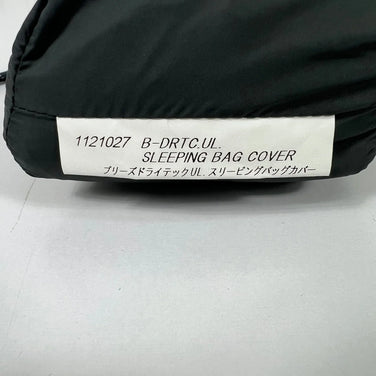 1121027 B-DRTC.UL.
SLEEPING BAG COVER
ブリーズドライテックUL.スリーピングバッグカバー